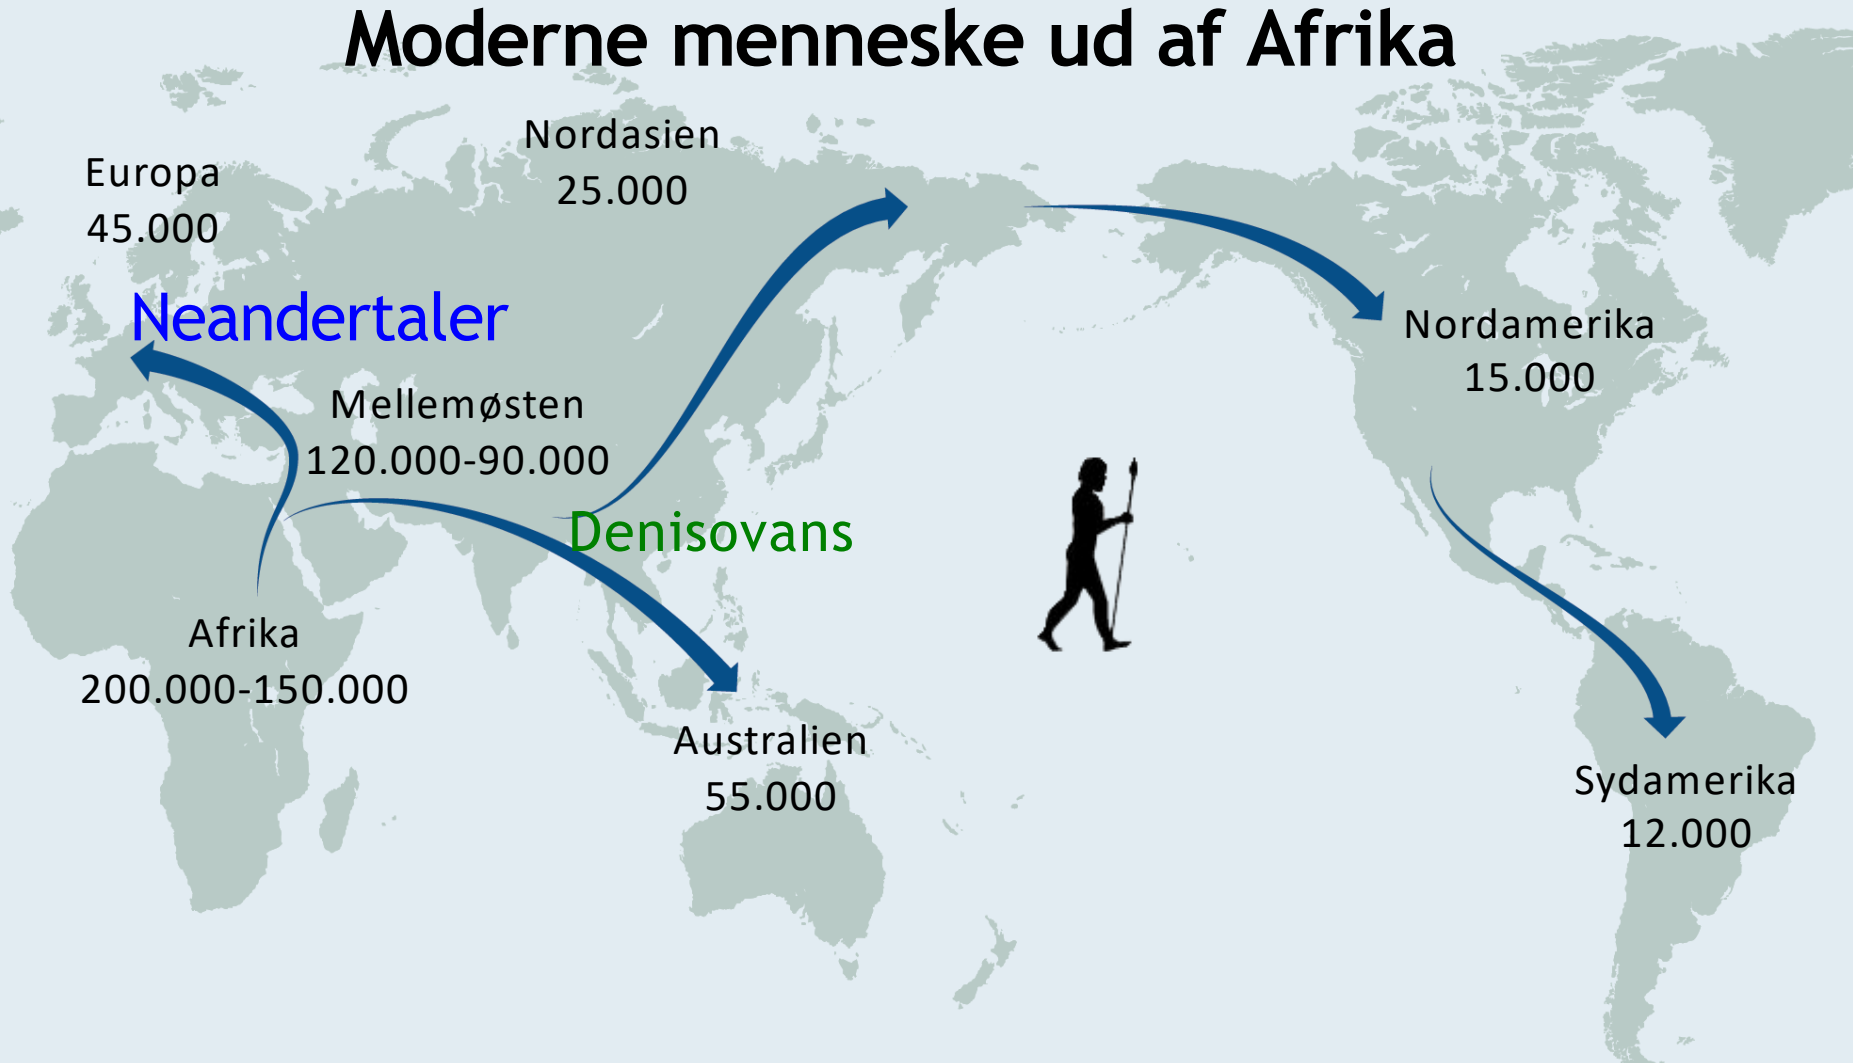 Moderne menneske ud af Afrika
Nordasien
25.000
Europa
45.000
Neandertaler
Nordamerika
15.000
Mellemøsten
120.000-90.000
Denisovans
Afrika
200.000-150.000
Australien
55.000
Sydamerika
12.000